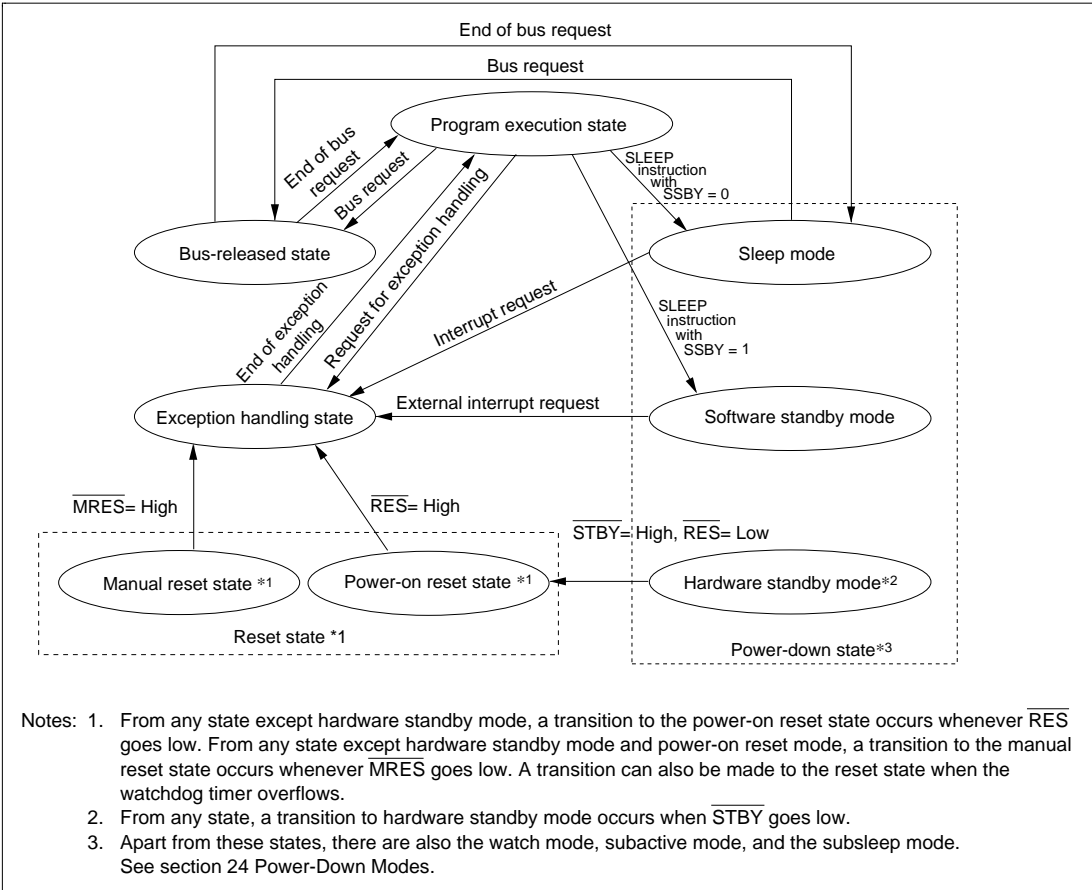 End of bus request
Bus request
Program execution state
End of bus
request
Bus request
SLEEP
instruction
with
SSBY = 0
Bus-released state
Sleep mode
End of exception
handling
Request for exception handling
Interrupt request
SLEEP
instruction
with
SSBY = 1
Exception handling state
External interrupt request
Software standby mode
M̅R̅E̅S̅= High
R̅E̅S̅= High
S̅T̅B̅Y̅= High, R̅E̅S̅= Low
Manual reset state *1
Power-on reset state *1
Hardware standby mode*2
Reset state *1
Power-down state*3
Notes: 1. From any state except hardware standby mode, a transition to the power-on reset state occurs whenever R̅E̅S̅
goes low. From any state except hardware standby mode and power-on reset mode, a transition to the manual
reset state occurs whenever M̅R̅E̅S̅ goes low. A transition can also be made to the reset state when the
watchdog timer overflows.
2. From any state, a transition to hardware standby mode occurs when S̅T̅B̅Y̅ goes low.
3. Apart from these states, there are also the watch mode, subactive mode, and the subsleep mode.
See section 24 Power-Down Modes.